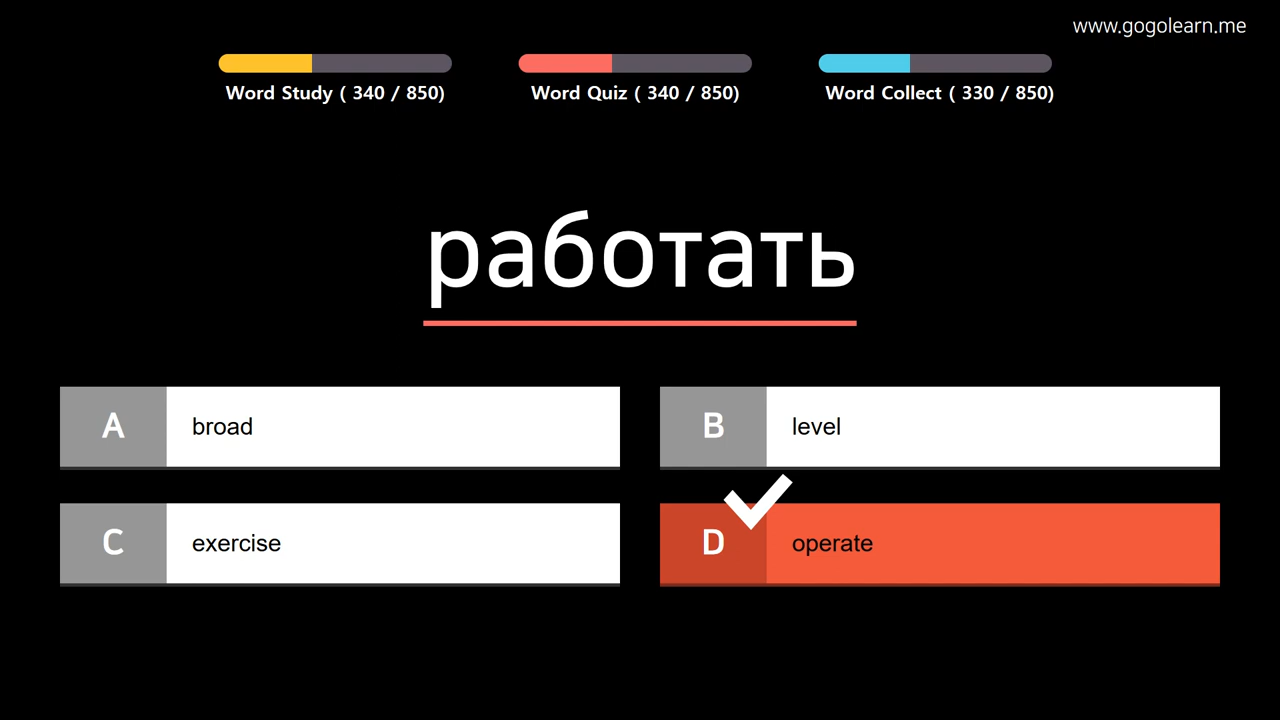 www.gogolearn.me
Word Study ( 340 / 850)
Word Quiz ( 340 / 850)
Word Collect ( 330 / 850)
работать
A broad
B level
C exercise
D operate